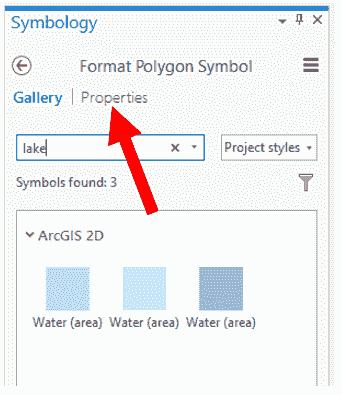 Symbology
Format Polygon Symbol
Gallery | Properties
lake Project styles
Symbols found: 3
ArcGIS 2D
Water (area) Water (area) Water (area)